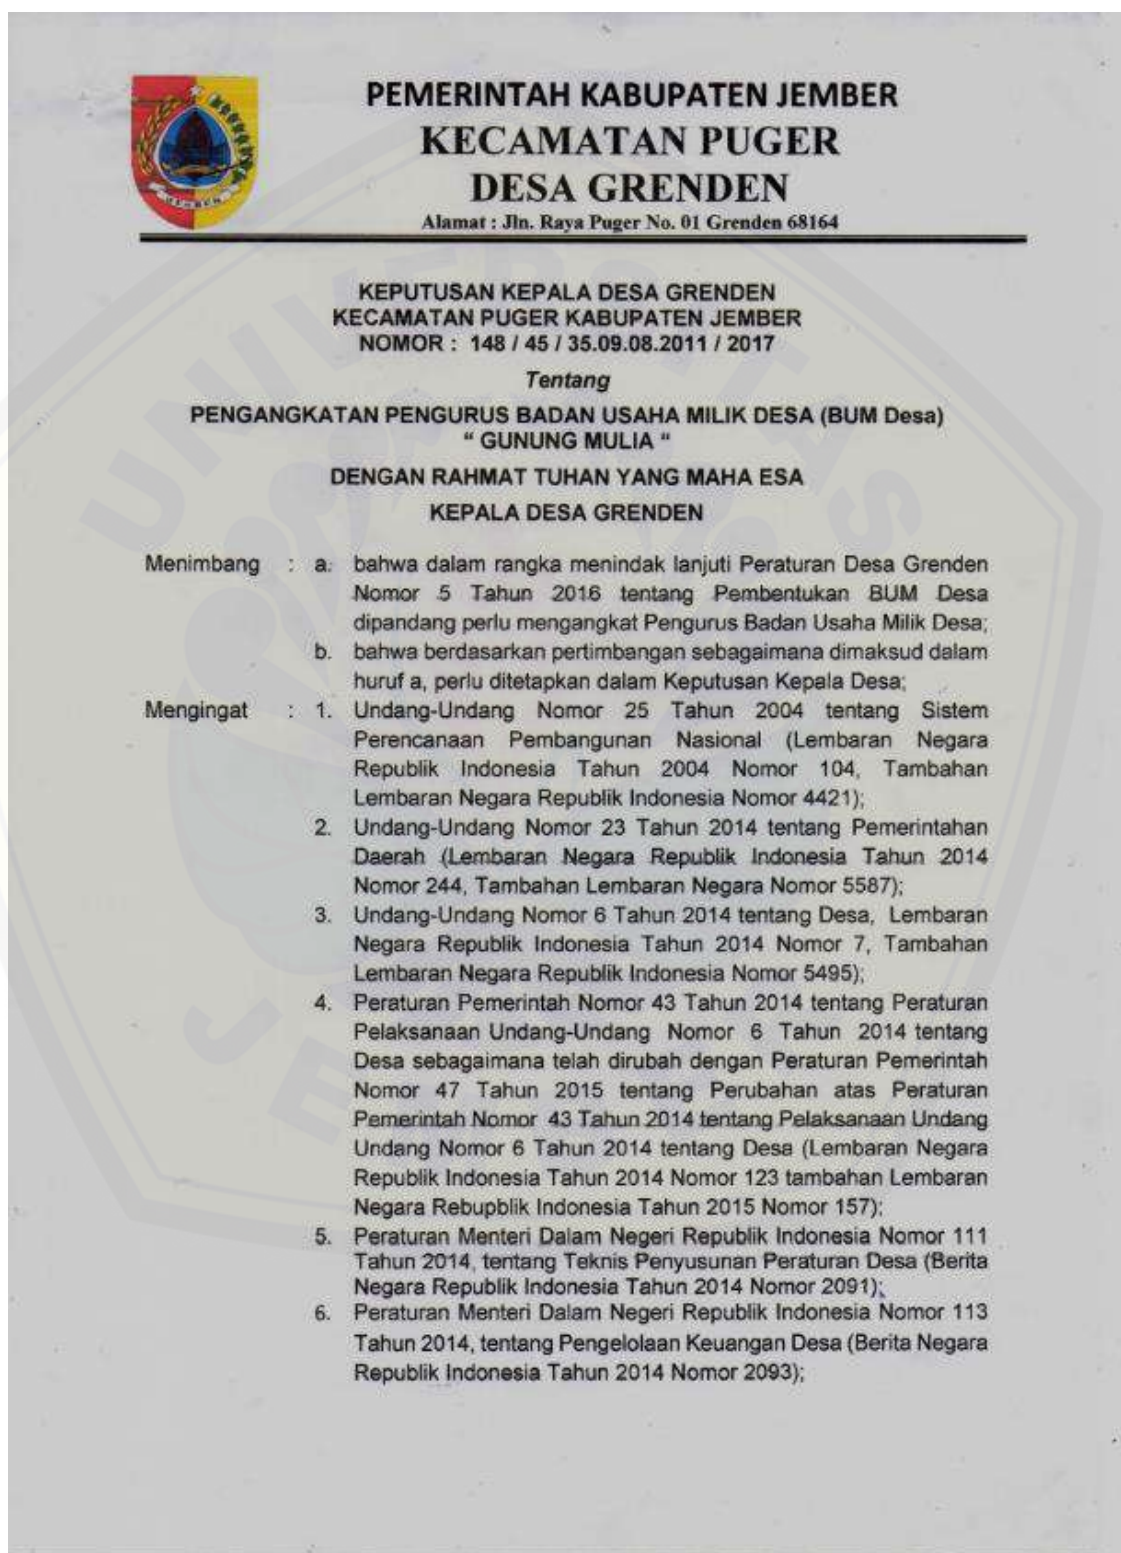 PEMERINTAH KABUPATEN JEMBER
KECAMATAN PUGER
DESA GRENDEN
Alamat : Jln. Raya Puger No. 01 Grenden 68164
JEMBER
KEPUTUSAN KEPALA DESA GRENDEN
KECAMATAN PUGER KABUPATEN JEMBER
NOMOR : 148 / 45 / 35.09.08.2011 / 2017
Tentang
PENGANGKATAN PENGURUS BADAN USAHA MILIK DESA (BUM Desa)
“ GUNUNG MULIA “
DENGAN RAHMAT TUHAN YANG MAHA ESA
KEPALA DESA GRENDEN
Menimbang : a. bahwa dalam rangka menindak lanjuti Peraturan Desa Grenden
Nomor 5 Tahun 2016 tentang Pembentukan BUM Desa
dipandang perlu mengangkat Pengurus Badan Usaha Milik Desa;
b. bahwa berdasarkan pertimbangan sebagaimana dimaksud dalam
huruf a, perlu ditetapkan dalam Keputusan Kepala Desa;
Mengingat : 1. Undang-Undang Nomor 25 Tahun 2004 tentang Sistem
Perencanaan Pembangunan Nasional (Lembaran Negara
Republik Indonesia Tahun 2004 Nomor 104, Tambahan
Lembaran Negara Republik Indonesia Nomor 4421);
2. Undang-Undang Nomor 23 Tahun 2014 tentang Pemerintahan
Daerah (Lembaran Negara Republik Indonesia Tahun 2014
Nomor 244, Tambahan Lembaran Negara Nomor 5587);
3. Undang-Undang Nomor 6 Tahun 2014 tentang Desa, Lembaran
Negara Republik Indonesia Tahun 2014 Nomor 7, Tambahan
Lembaran Negara Republik Indonesia Nomor 5495);
4. Peraturan Pemerintah Nomor 43 Tahun 2014 tentang Peraturan
Pelaksanaan Undang-Undang Nomor 6 Tahun 2014 tentang
Desa sebagaimana telah dirubah dengan Peraturan Pemerintah
Nomor 47 Tahun 2015 tentang Perubahan atas Peraturan
Pemerintah Nomor 43 Tahun 2014 tentang Pelaksanaan Undang
Undang Nomor 6 Tahun 2014 tentang Desa (Lembaran Negara
Republik Indonesia Tahun 2014 Nomor 123 tambahan Lembaran
Negara Rebupblik Indonesia Tahun 2015 Nomor 157);
5. Peraturan Menteri Dalam Negeri Republik Indonesia Nomor 111
Tahun 2014, tentang Teknis Penyusunan Peraturan Desa (Berita
Negara Republik Indonesia Tahun 2014 Nomor 2091);
6. Peraturan Menteri Dalam Negeri Republik Indonesia Nomor 113
Tahun 2014, tentang Pengelolaan Keuangan Desa (Berita Negara
Republik Indonesia Tahun 2014 Nomor 2093);
UNIVERSITAS
JE